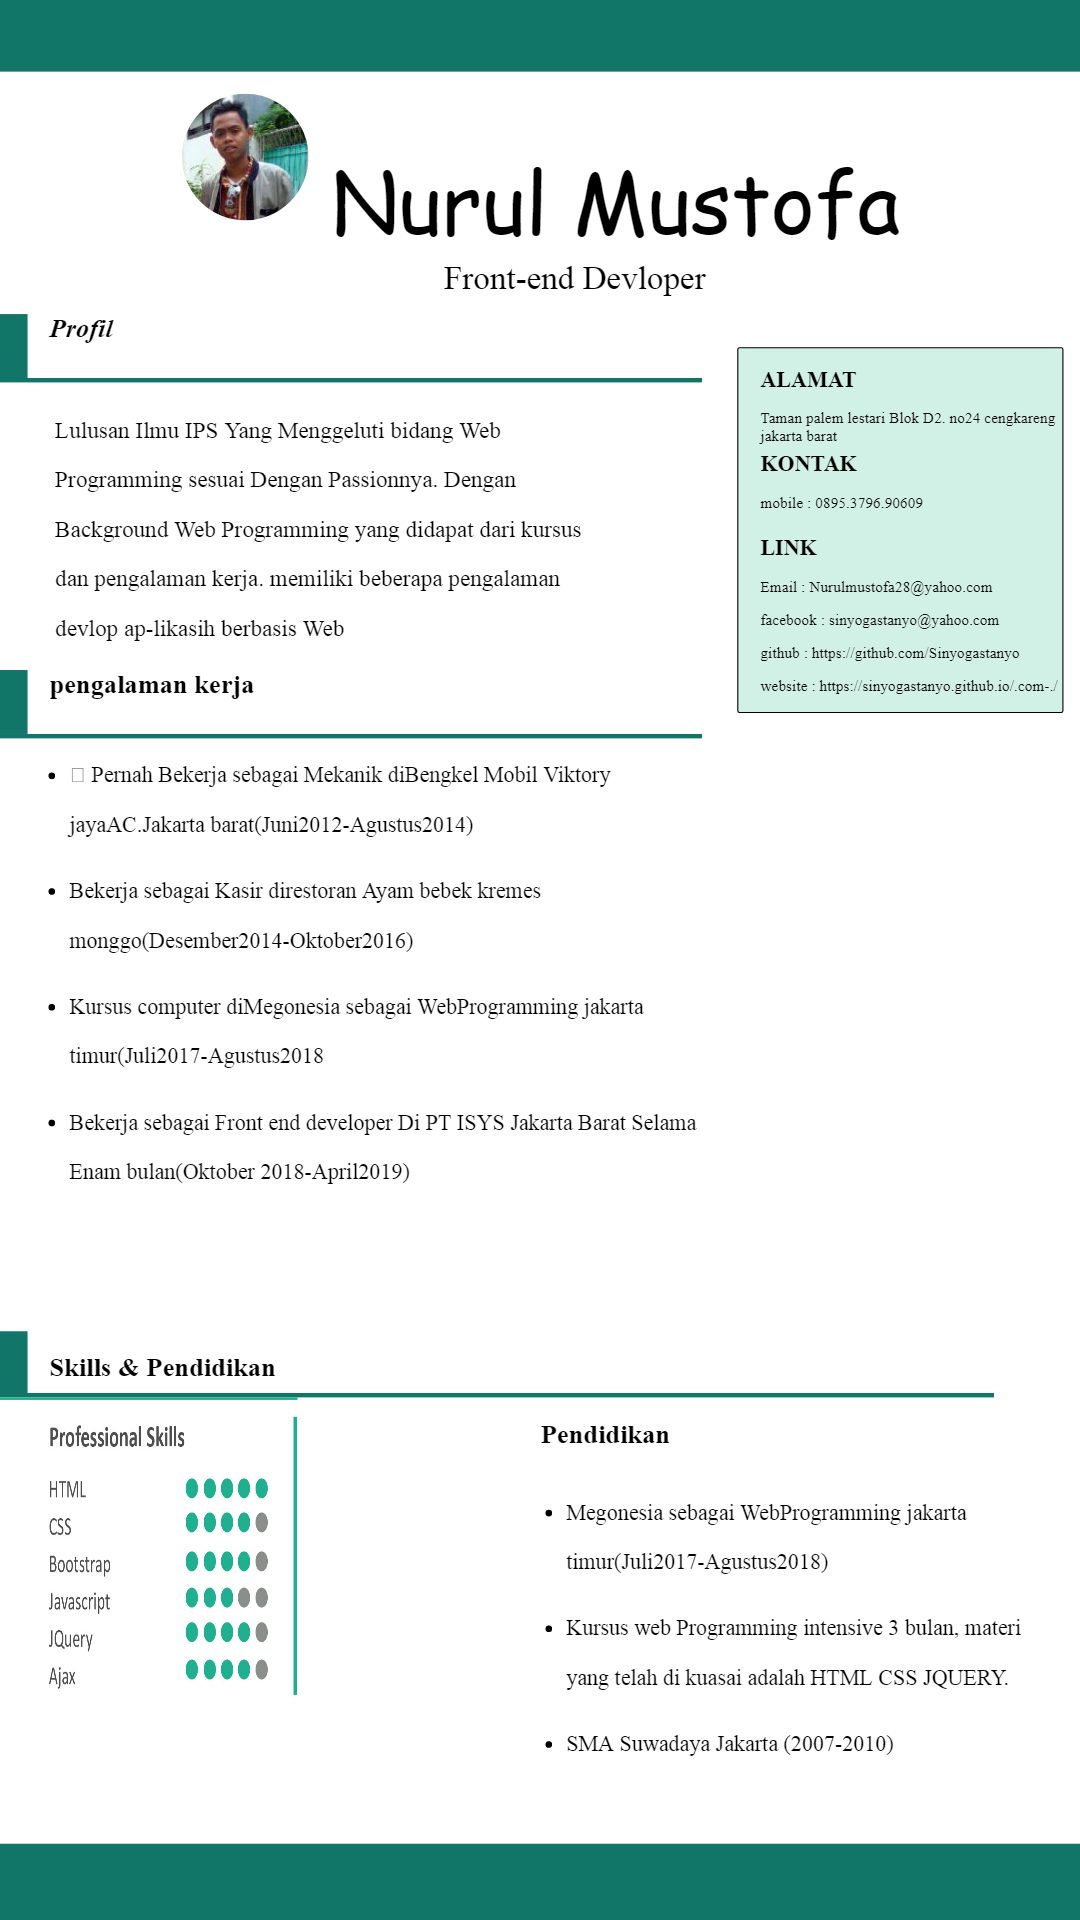 Nurul Mustofa
Front-end Devloper
Profil
Lulusan Ilmu IPS Yang Menggeluti bidang Web
Programming sesuai Dengan Passionnya. Dengan
Background Web Programming yang didapat dari kursus
dan pengalaman kerja. memiliki beberapa pengalaman
devlop ap-likasih berbasis Web
ALAMAT
Taman palem lestari Blok D2. no24 cengkareng
jakarta barat
KONTAK
mobile : 0895.3796.90609
LINK
Email : Nurulmustofa28@yahoo.com
facebook : sinyogastanyo@yahoo.com
github : https://github.com/Sinyogastanyo
website : https://sinyogastanyo.github.io/.com-./
pengalaman kerja
• Pernah Bekerja sebagai Mekanik diBengkel Mobil Viktory
jayaAC.Jakarta barat(Juni2012-Agustus2014)
• Bekerja sebagai Kasir direstoran Ayam bebek kremes
monggo(Desember2014-Oktober2016)
• Kursus computer diMegonesia sebagai WebProgramming jakarta
timur(Juli2017-Agustus2018
• Bekerja sebagai Front end developer Di PT ISYS Jakarta Barat Selama
Enam bulan(Oktober 2018-April2019)
Skills & Pendidikan
Professional Skills
HTML
CSS
Bootstrap
Javascript
JQuery
Ajax
Pendidikan
• Megonesia sebagai WebProgramming jakarta
timur(Juli2017-Agustus2018)
• Kursus web Programming intensive 3 bulan, materi
yang telah di kuasai adalah HTML CSS JQUERY.
• SMA Suwadaya Jakarta (2007-2010)